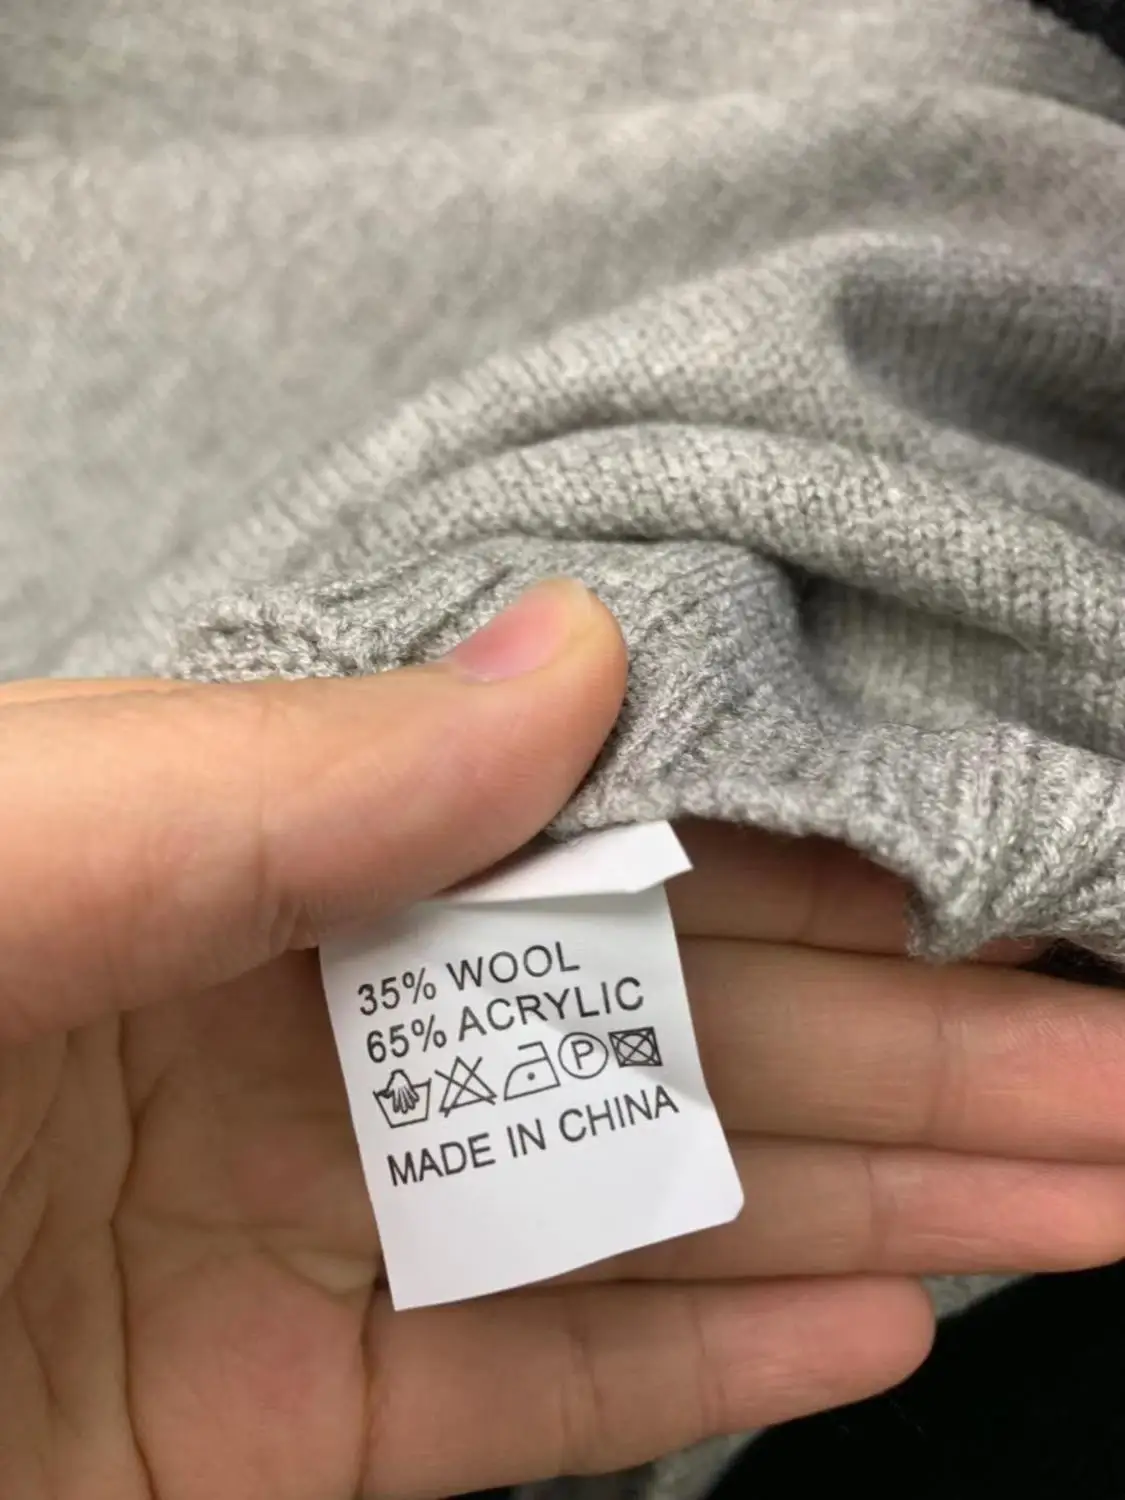 35% WOOL
65% ACRYLIC
P
MADE IN CHINA